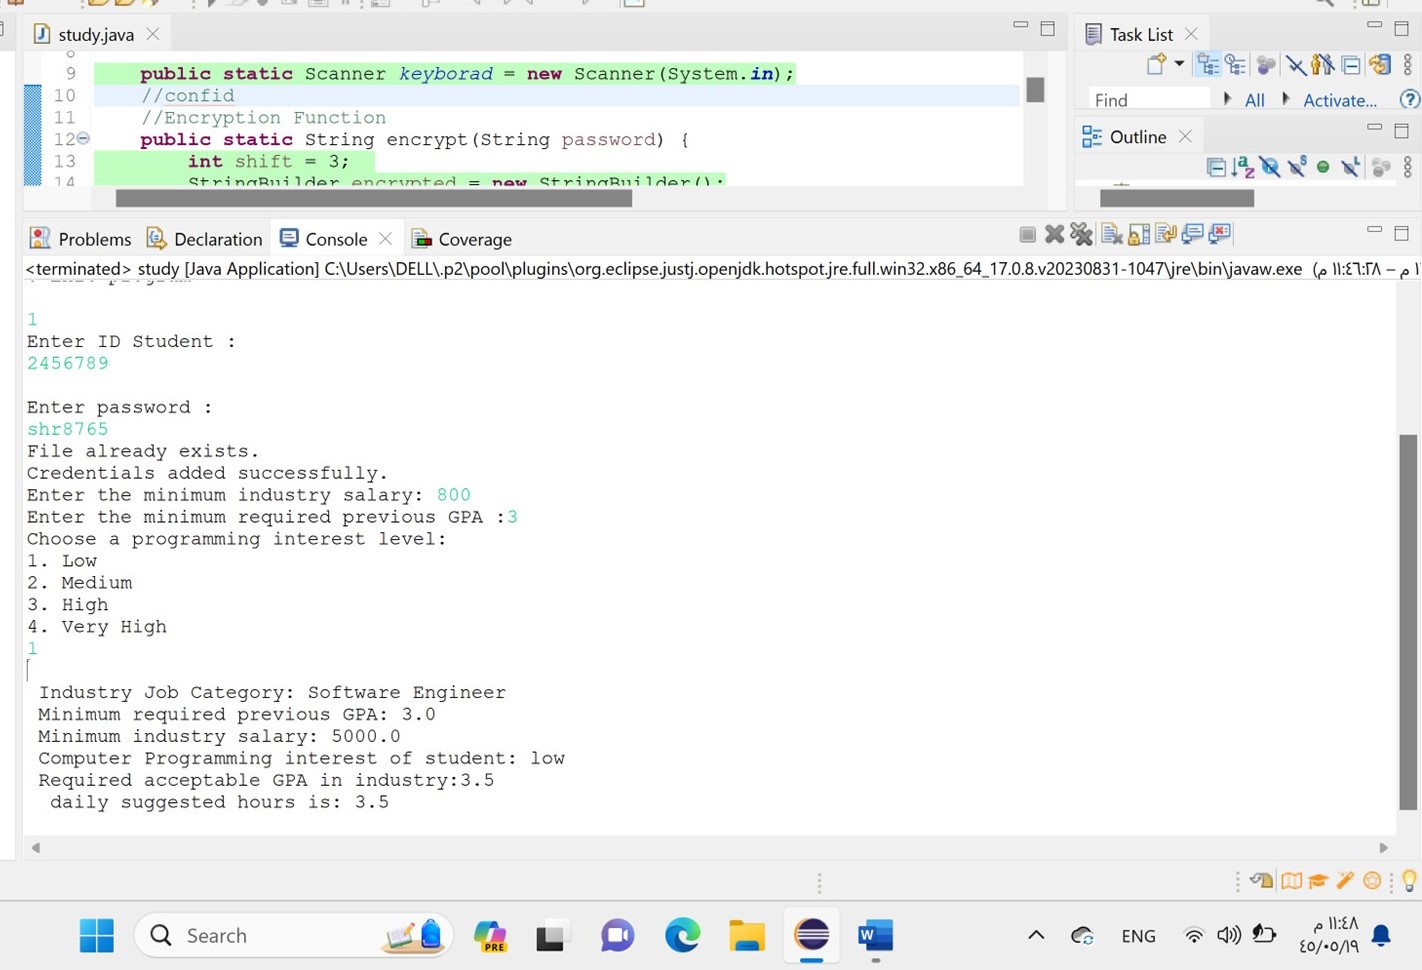 study.java
Task List
8
9 public static Scanner keyborad = new Scanner(System.in);
10 //confid
11 //Encryption Function
12 public static String encrypt(String password) {
13 int shift = 3;
14 StringBuilder encrypted = new StringBuilder();
Find
All
Activate...
Outline
Problems
Declaration
Console
Coverage
<terminated> study [Java Application] C:\Users\DELL\.p2\pool\plugins\org.eclipse.justj.openjdk.hotspot.jre.full.win32.x86_64_17.0.8.v20230831-1047\jre\bin\javaw.exe (١١:٤٦:٢٨ م –
1
Enter ID Student :
2456789
Enter password :
shr8765
File already exists.
Credentials added successfully.
Enter the minimum industry salary: 800
Enter the minimum required previous GPA :3
Choose a programming interest level:
1. Low
2. Medium
3. High
4. Very High
1
Industry Job Category: Software Engineer
Minimum required previous GPA: 3.0
Minimum industry salary: 5000.0
Computer Programming interest of student: low
Required acceptable GPA in industry:3.5
daily suggested hours is: 3.5
Search
PRE
ENG
١١:٤٨ م
٤٥/٠٥/١٩